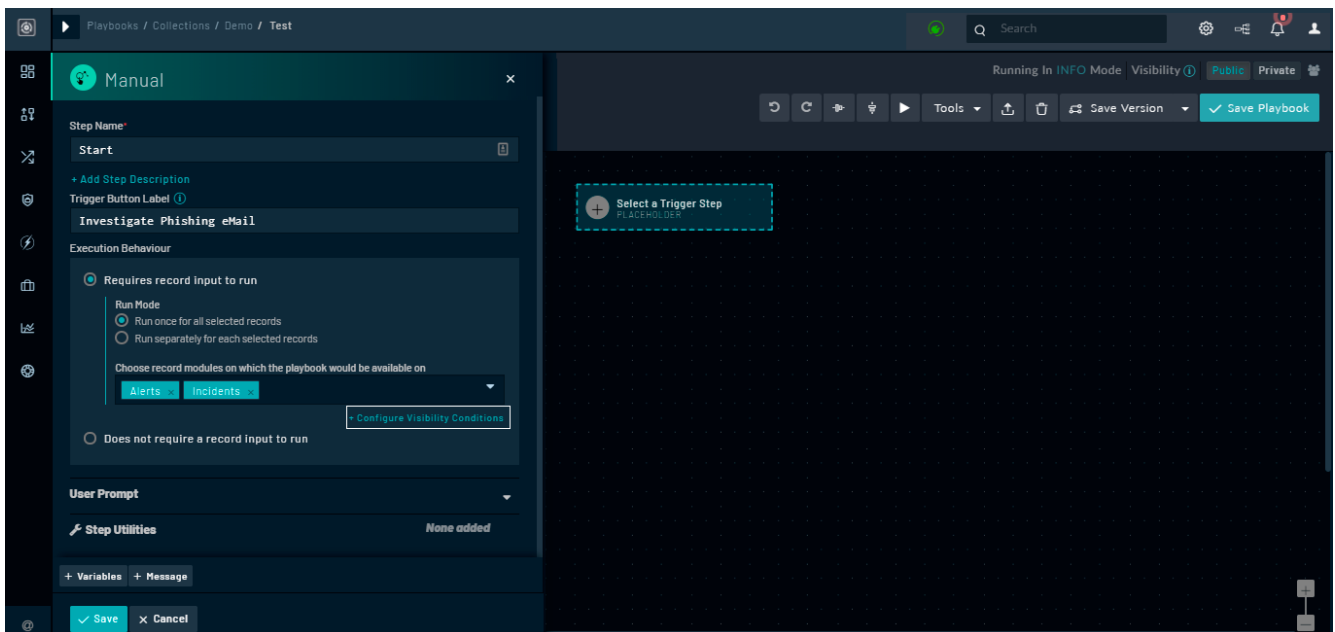 Playbooks / Collections / Demo / Test
Search
Manual
Running In INFO Mode Visibility Public Private
Tools Save Version Save Playbook
Step Name*
Start
+ Add Step Description
Trigger Button Label
Investigate Phishing eMail
Execution Behaviour
Requires record input to run
Run Mode
Run once for all selected records
Run separately for each selected records
Choose record modules on which the playbook would be available on
Alerts × Incidents ×
+ Configure Visibility Conditions
Does not require a record input to run
User Prompt
Step Utilities None added
+ Variables + Message
Save × Cancel
Select a Trigger Step
PLACEHOLDER
@